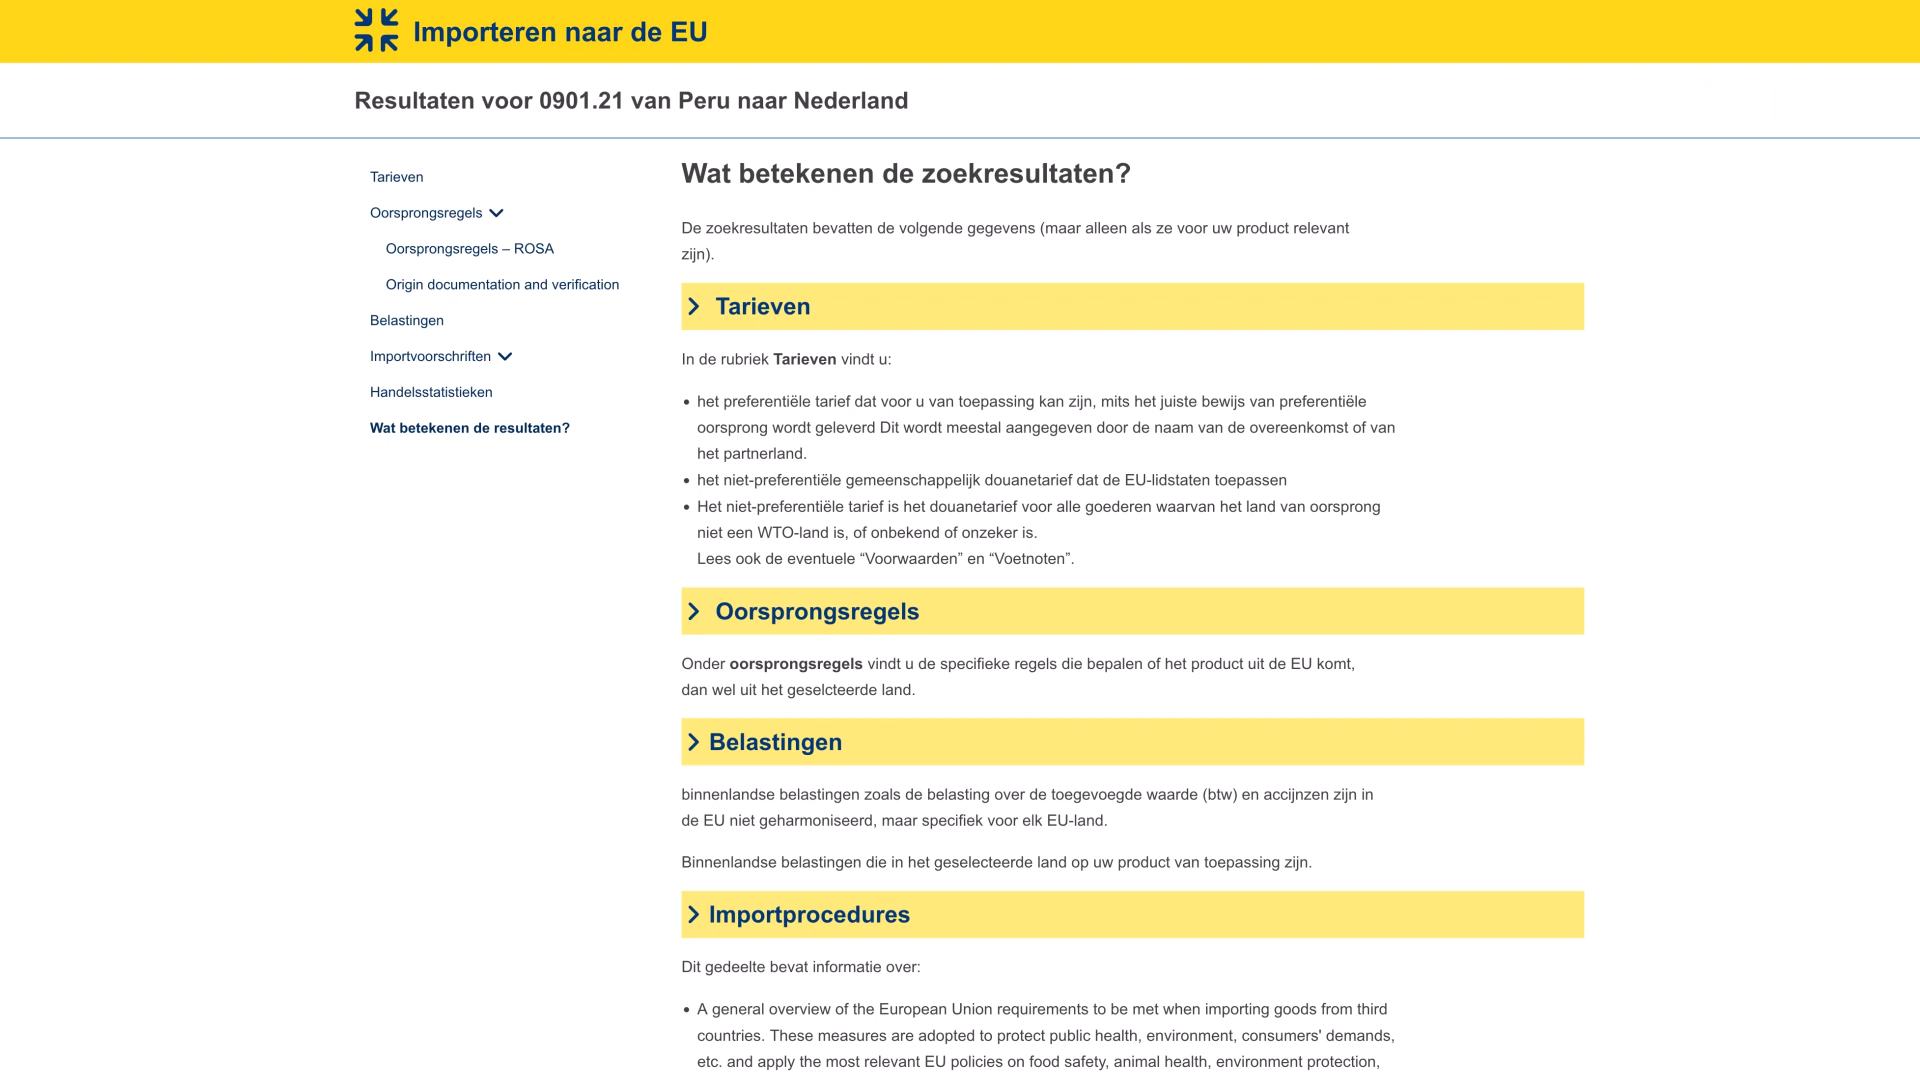 Importeren naar de EU
Resultaten voor 0901.21 van Peru naar Nederland
Tarieven
Oorsprongsregels
Oorsprongsregels – ROSA
Origin documentation and verification
Belastingen
Importvoorschriften
Handelsstatistieken
Wat betekenen de resultaten?
Wat betekenen de zoekresultaten?
De zoekresultaten bevatten de volgende gegevens (maar alleen als ze voor uw product relevant
zijn).
Tarieven
In de rubriek Tarieven vindt u:
• het preferentiële tarief dat voor u van toepassing kan zijn, mits het juiste bewijs van preferentiële
oorsprong wordt geleverd Dit wordt meestal aangegeven door de naam van de overeenkomst of van
het partnerland.
• het niet-preferentiële gemeenschappelijk douanetarief dat de EU-lidstaten toepassen
• Het niet-preferentiële tarief is het douanetarief voor alle goederen waarvan het land van oorsprong
niet een WTO-land is, of onbekend of onzeker is.
Lees ook de eventuele “Voorwaarden” en “Voetnoten”.
Oorsprongsregels
Onder oorsprongsregels vindt u de specifieke regels die bepalen of het product uit de EU komt,
dan wel uit het geselcteerde land.
Belastingen
binnenlandse belastingen zoals de belasting over de toegevoegde waarde (btw) en accijnzen zijn in
de EU niet geharmoniseerd, maar specifiek voor elk EU-land.
Binnenlandse belastingen die in het geselecteerde land op uw product van toepassing zijn.
Importprocedures
Dit gedeelte bevat informatie over:
• A general overview of the European Union requirements to be met when importing goods from third
countries. These measures are adopted to protect public health, environment, consumers' demands,
etc. and apply the most relevant EU policies on food safety, animal health, environment protection,